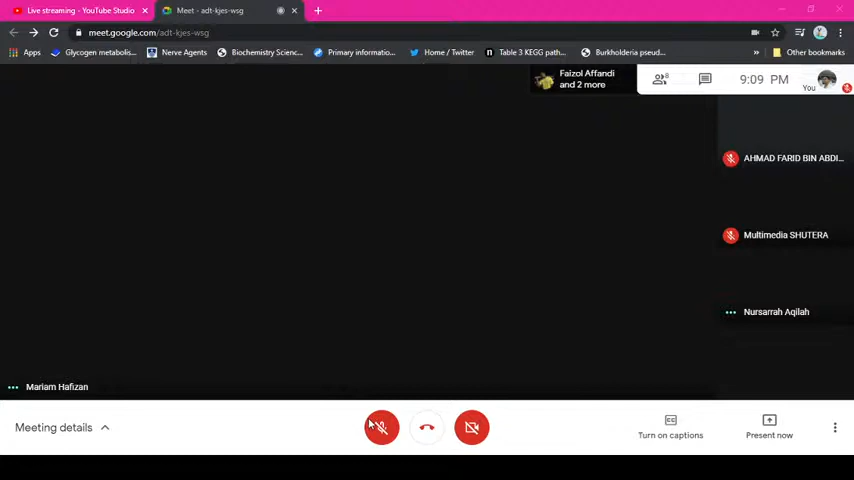 Live streaming - YouTube Studio
Meet - adt-kjes-wsg
meet.google.com/adt-kjes-wsg
Apps
Glycogen metabolis...
Nerve Agents
Biochemistry Scienc...
Primary informatio...
Home / Twitter
Table 3 KEGG path...
Burkholderia pseud...
»
Other bookmarks
Faizol Affandi
and 2 more
8
9:09 PM
You
AHMAD FARID BIN ABDI...
Multimedia SHUTERA
Nursarrah Aqilah
Mariam Hafizan
Meeting details
Turn on captions
Present now